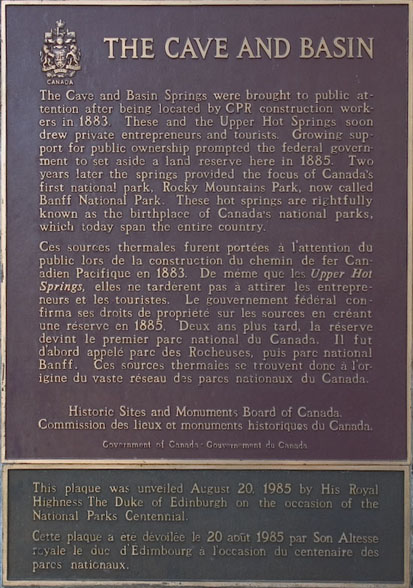 CANADA
THE CAVE AND BASIN
The Cave and Basin Springs were brought to public at-
tention after being located by CPR construction work-
ers in 1883. These and the Upper Hot Springs soon
drew private entrepreneurs and tourists. Growing sup-
port for public ownership prompted the federal govern-
ment to set aside a land reserve here in 1885. Two
years later the springs provided the focus of Canada's
first national park, Rocky Mountains Park, now called
Banff National Park. These hot springs are rightfully
known as the birthplace of Canada's national parks,
which today span the entire country.
Ces sources thermales furent portées à l'attention du
public lors de la construction du chemin de fer Can-
adien Pacifique en 1883. De même que les Upper Hot
Springs, elles ne tardèrent pas à attirer les entrepre-
neurs et les touristes. Le gouvernement fédéral con-
firma ses droits de propriété sur les sources en créant
une réserve en 1885. Deux ans plus tard, la réserve
devint le premier parc national du Canada. Il fut
d'abord appelé parc des Rocheuses, puis parc national
Banff. Ces sources thermales se trouvent donc à l'or-
igine du vaste réseau des parcs nationaux du Canada.
Historic Sites and Monuments Board of Canada.
Commission des lieux et monuments historiques du Canada.
Government of Canada · Gouvernement du Canada
This plaque was unveiled August 20, 1985 by His Royal
Highness The Duke of Edinburgh on the occasion of the
National Parks Centennial.
Cette plaque a été dévoilée le 20 août 1985 par Son Altesse
royale le duc d'Edimbourg à l'occasion du centenaire des
parcs nationaux.